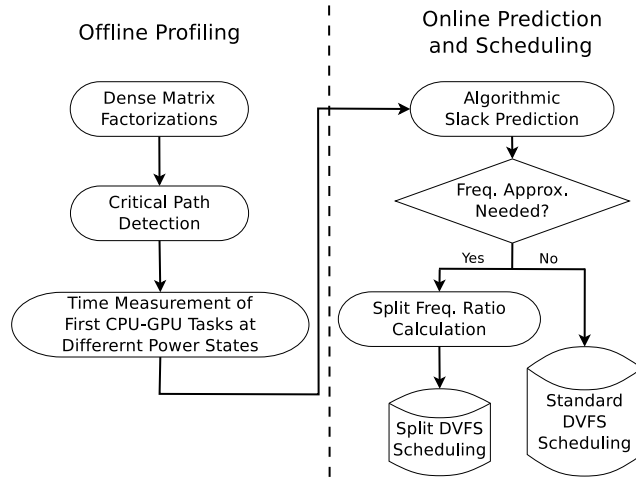 Offline Profiling
Dense Matrix
Factorizations
Critical Path
Detection
Time Measurement of
First CPU-GPU Tasks at
Differernt Power States
Online Prediction
and Scheduling
Algorithmic
Slack Prediction
Freq. Approx.
Needed?
Yes
No
Split Freq. Ratio
Calculation
Split DVFS
Scheduling
Standard
DVFS
Scheduling